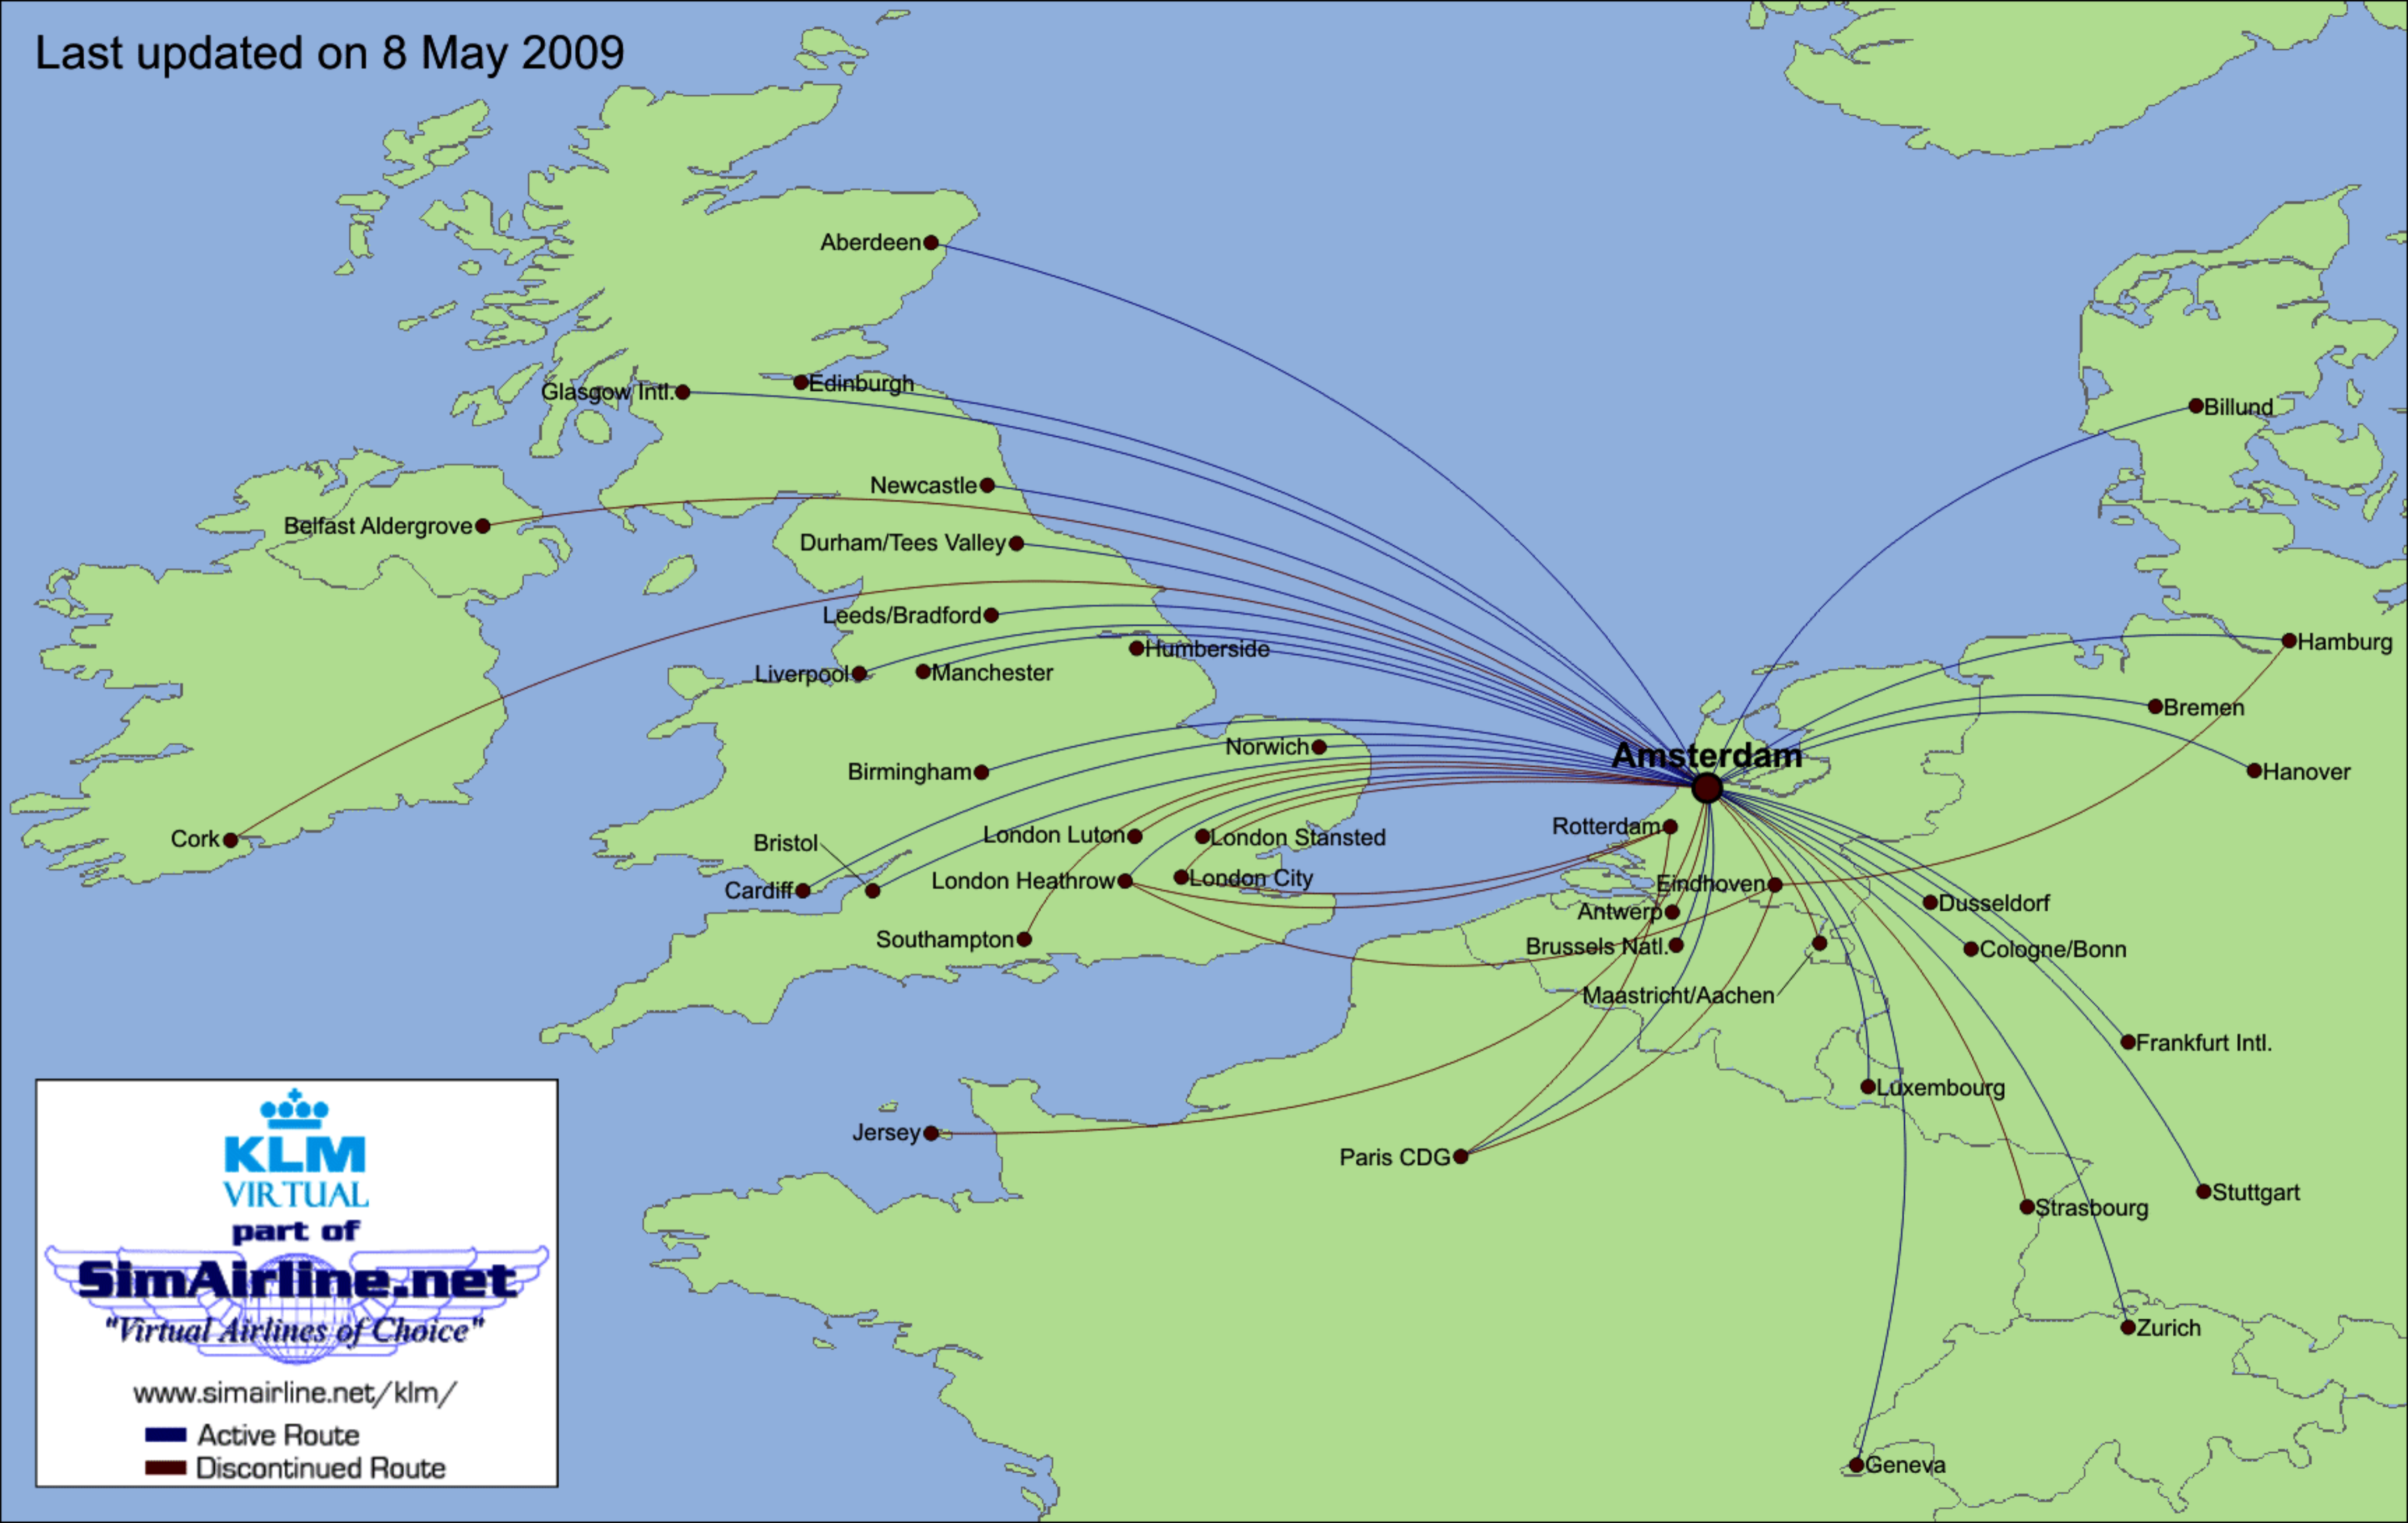 Last updated on 8 May 2009
Aberdeen
Edinburgh
Glasgow Intl.
Billund
Newcastle
Belfast Aldergrove
Durham/Tees Valley
Leeds/Bradford
Hamburg
Humberside
Liverpool
Manchester
Bremen
Norwich
Amsterdam
Birmingham
Hanover
Rotterdam
London Luton
London Stansted
Cork
Bristol
London Heathrow
London City
Eindhoven
Cardiff
Dusseldorf
Antwerp
Southampton
Brussels Natl.
Cologne/Bonn
Maastricht/Aachen
Frankfurt Intl.
Luxembourg
Jersey
Paris CDG
Stuttgart
Strasbourg
Zurich
Geneva
KLM
VIRTUAL
part of
SimAirline.net
"Virtual Airlines of Choice"
www.simairline.net/klm/
Active Route
Discontinued Route